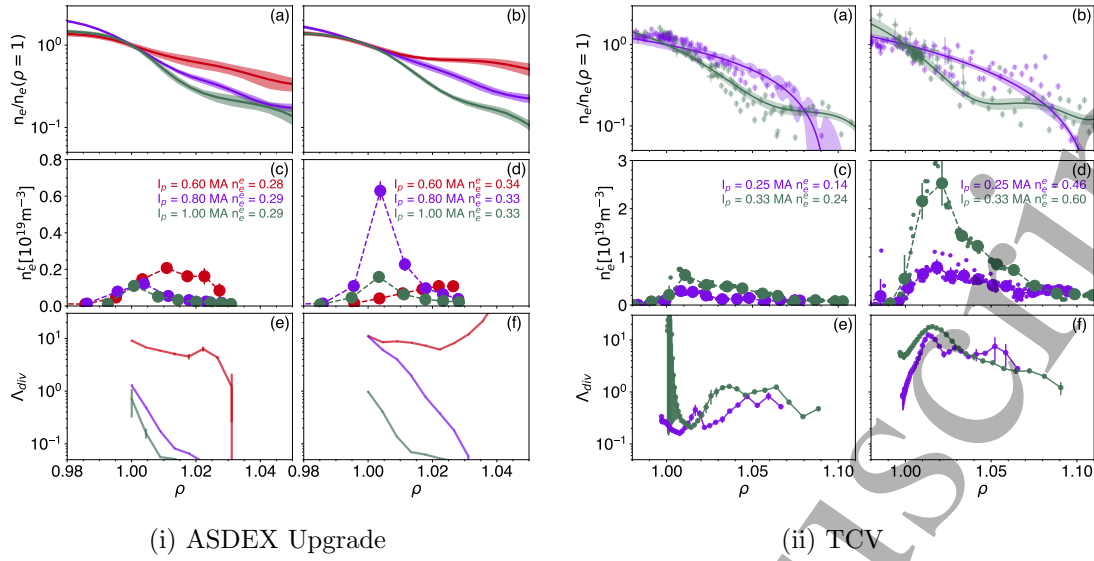 (a) (b)
n_e/n_e(ρ = 1)
10^0
10^{-1}
(c) (d)
I_p = 0.60 MA n_e^e = 0.28
I_p = 0.80 MA n_e^e = 0.29
I_p = 1.00 MA n_e^e = 0.29
I_p = 0.60 MA n_e^e = 0.34
I_p = 0.80 MA n_e^e = 0.33
I_p = 1.00 MA n_e^e = 0.33
n_e^t[10^{19}m^{-3}]
0.8
0.6
0.4
0.2
0.0
(e) (f)
Λ_{div}
10^1
10^0
10^{-1}
0.98 1.00 1.02 1.04 0.98 1.00 1.02 1.04
ρ ρ
(i) ASDEX Upgrade
(a) (b)
n_e/n_e(ρ = 1)
10^0
10^{-1}
(c) (d)
I_p = 0.25 MA n_e^e = 0.14
I_p = 0.33 MA n_e^e = 0.24
I_p = 0.25 MA n_e^e = 0.46
I_p = 0.33 MA n_e^e = 0.60
n_e^t[10^{19}m^{-3}]
3
2
1
0
(e) (f)
Λ_{div}
10^1
10^0
10^{-1}
1.00 1.05 1.10 1.00 1.05 1.10
ρ ρ
(ii) TCV